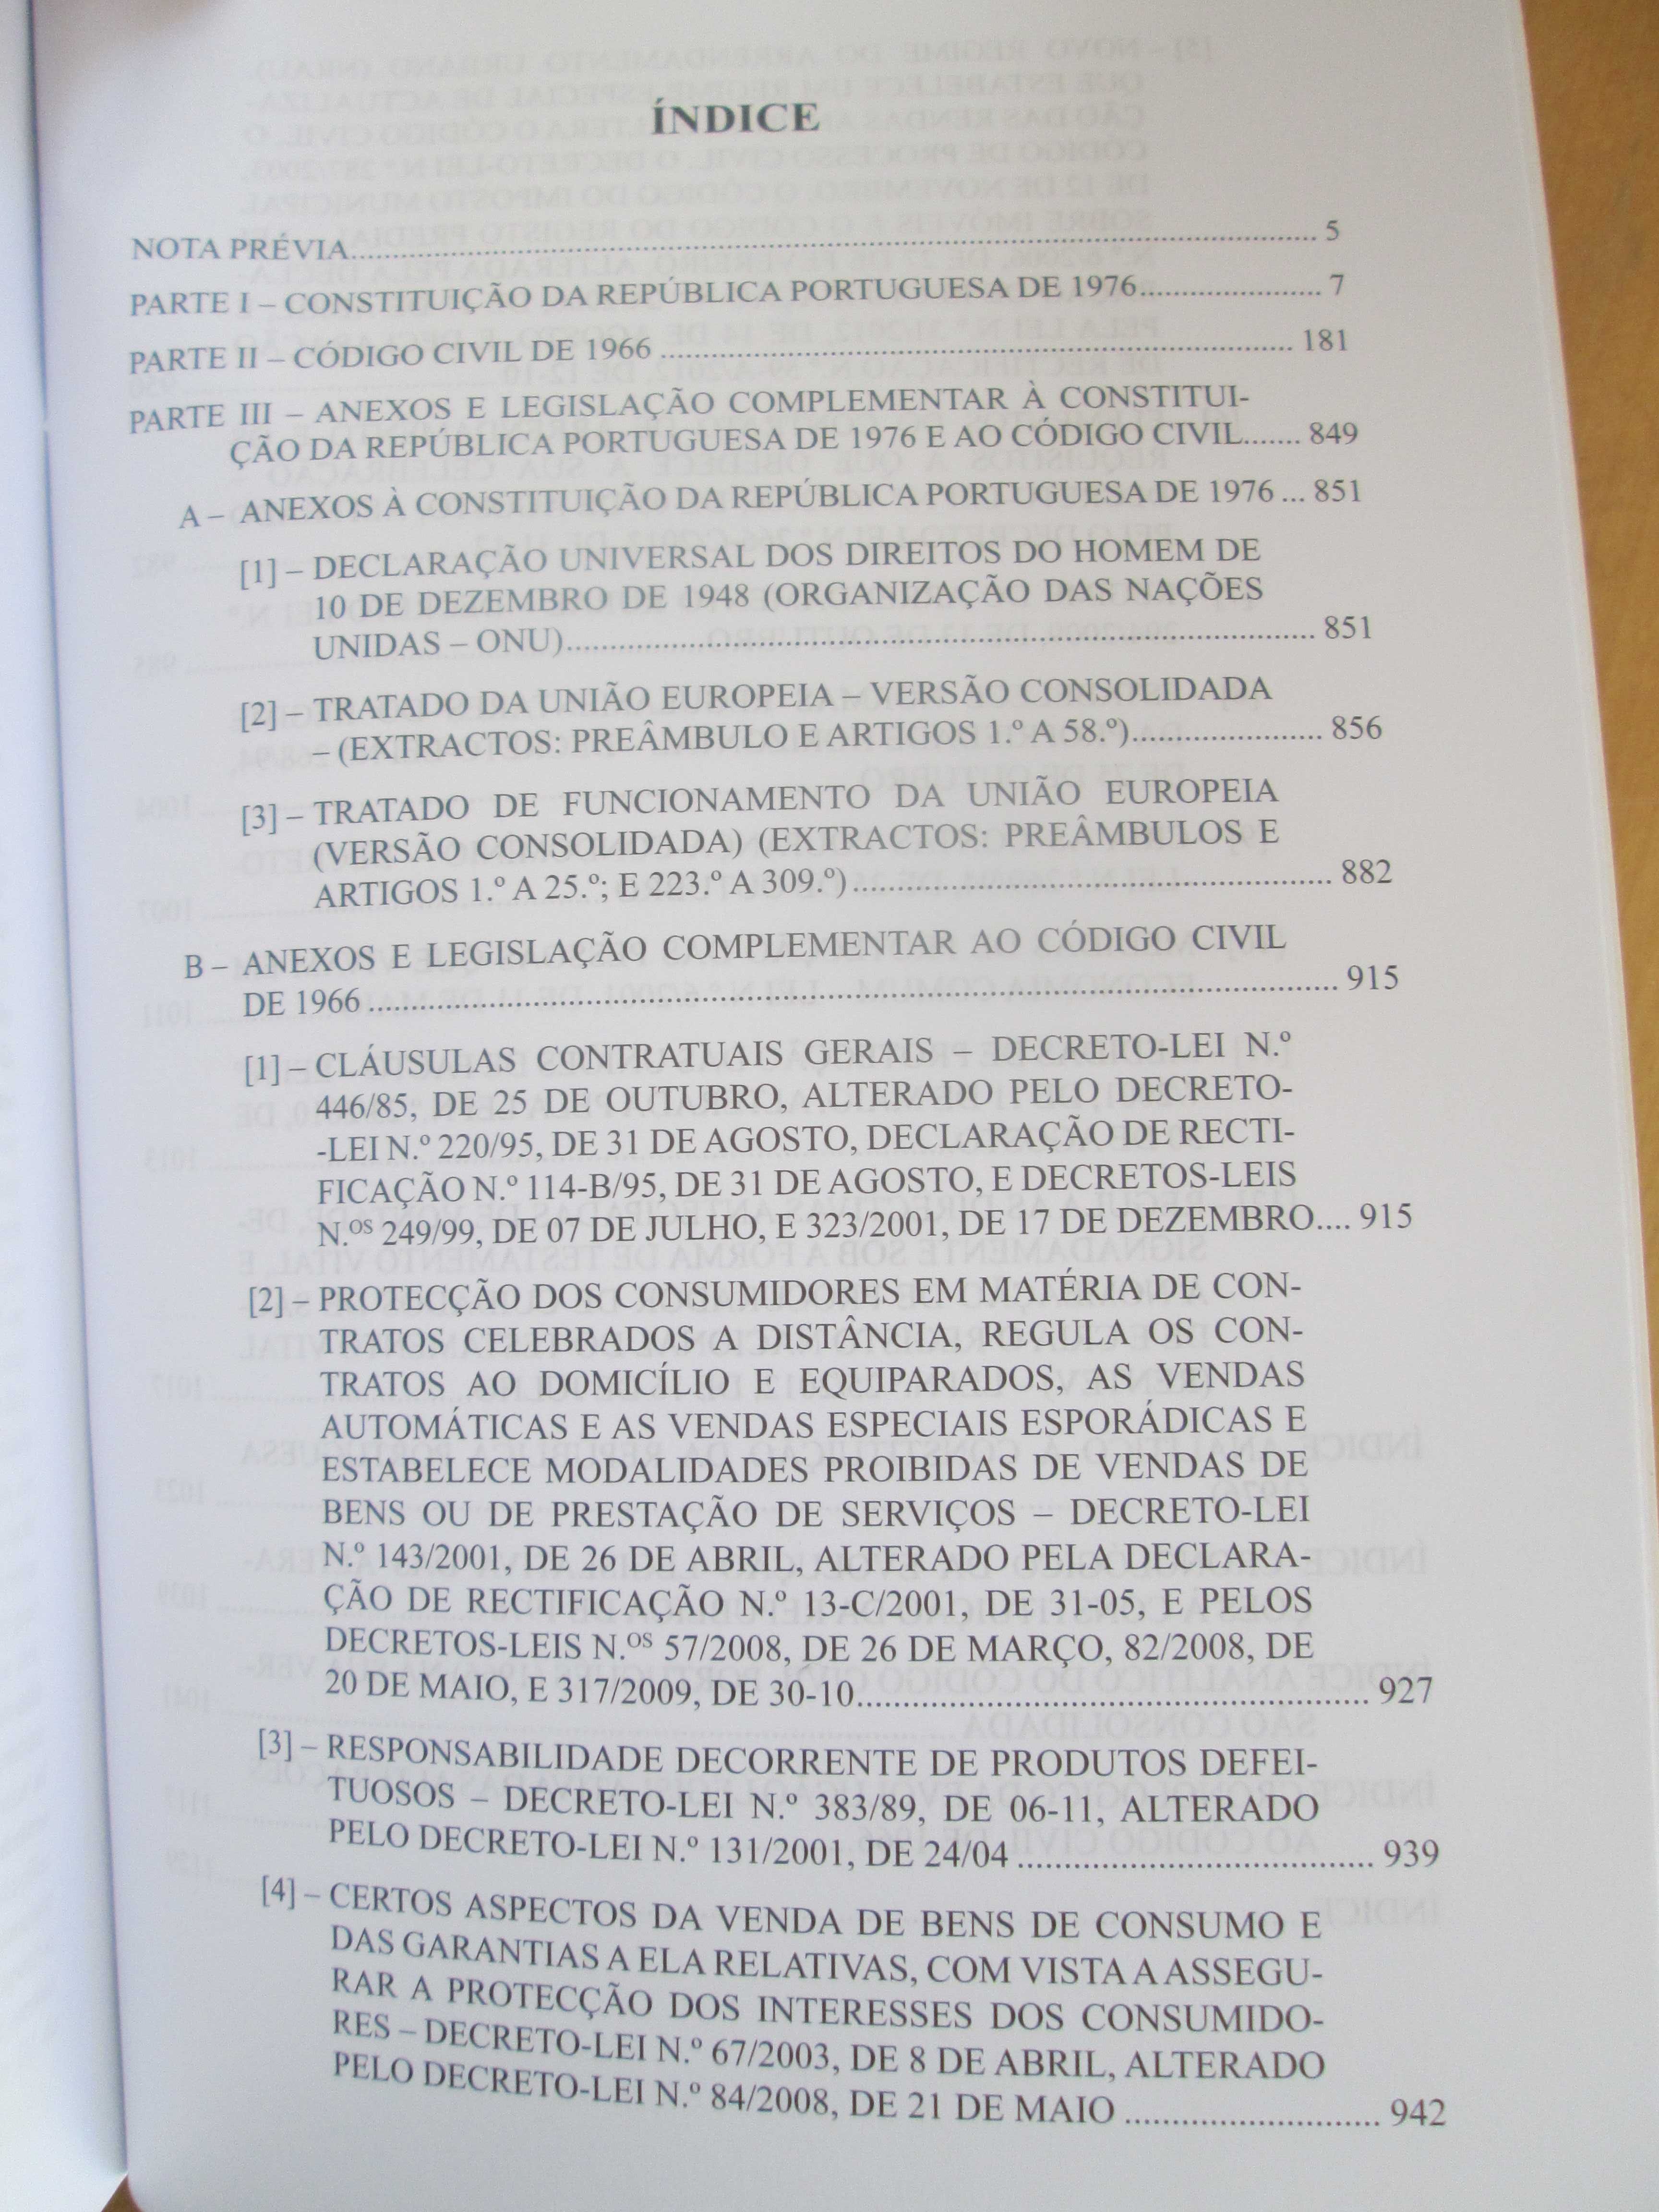 ÍNDICE
NOTA PRÉVIA........................................ 5
PARTE I – CONSTITUIÇÃO DA REPÚBLICA PORTUGUESA DE 1976...................... 7
PARTE II – CÓDIGO CIVIL DE 1966 ........................................ 181
PARTE III – ANEXOS E LEGISLAÇÃO COMPLEMENTAR À CONSTITUI-
ÇÃO DA REPÚBLICA PORTUGUESA DE 1976 E AO CÓDIGO CIVIL....... 849
A – ANEXOS À CONSTITUIÇÃO DA REPÚBLICA PORTUGUESA DE 1976 ... 851
[1] – DECLARAÇÃO UNIVERSAL DOS DIREITOS DO HOMEM DE
10 DE DEZEMBRO DE 1948 (ORGANIZAÇÃO DAS NAÇÕES
UNIDAS – ONU)........................................ 851
[2] – TRATADO DA UNIÃO EUROPEIA – VERSÃO CONSOLIDADA
– (EXTRACTOS: PREÂMBULO E ARTIGOS 1.º A 58.º)....................... 856
[3] – TRATADO DE FUNCIONAMENTO DA UNIÃO EUROPEIA
(VERSÃO CONSOLIDADA) (EXTRACTOS: PREÂMBULOS E
ARTIGOS 1.º A 25.º; E 223.º A 309.º)........................................ 882
B – ANEXOS E LEGISLAÇÃO COMPLEMENTAR AO CÓDIGO CIVIL
DE 1966 ........................................ 915
[1] – CLÁUSULAS CONTRATUAIS GERAIS – DECRETO-LEI N.º
446/85, DE 25 DE OUTUBRO, ALTERADO PELO DECRETO-
-LEI N.º 220/95, DE 31 DE AGOSTO, DECLARAÇÃO DE RECTI-
FICAÇÃO N.º 114-B/95, DE 31 DE AGOSTO, E DECRETOS-LEIS
N.OS 249/99, DE 07 DE JULHO, E 323/2001, DE 17 DE DEZEMBRO.... 915
[2] – PROTECÇÃO DOS CONSUMIDORES EM MATÉRIA DE CON-
TRATOS CELEBRADOS A DISTÂNCIA, REGULA OS CON-
TRATOS AO DOMICÍLIO E EQUIPARADOS, AS VENDAS
AUTOMÁTICAS E AS VENDAS ESPECIAIS ESPORÁDICAS E
ESTABELECE MODALIDADES PROIBIDAS DE VENDAS DE
BENS OU DE PRESTAÇÃO DE SERVIÇOS – DECRETO-LEI
N.º 143/2001, DE 26 DE ABRIL, ALTERADO PELA DECLARA-
ÇÃO DE RECTIFICAÇÃO N.º 13-C/2001, DE 31-05, E PELOS
DECRETOS-LEIS N.OS 57/2008, DE 26 DE MARÇO, 82/2008, DE
20 DE MAIO, E 317/2009, DE 30-10........................................ 927
[3] – RESPONSABILIDADE DECORRENTE DE PRODUTOS DEFEI-
TUOSOS – DECRETO-LEI N.º 383/89, DE 06-11, ALTERADO
PELO DECRETO-LEI N.º 131/2001, DE 24/04 ........................................ 939
[4] – CERTOS ASPECTOS DA VENDA DE BENS DE CONSUMO E
DAS GARANTIAS A ELA RELATIVAS, COM VISTA A ASSEGU-
RAR A PROTECÇÃO DOS INTERESSES DOS CONSUMIDO-
RES – DECRETO-LEI N.º 67/2003, DE 8 DE ABRIL, ALTERADO
PELO DECRETO-LEI N.º 84/2008, DE 21 DE MAIO .............................. 942